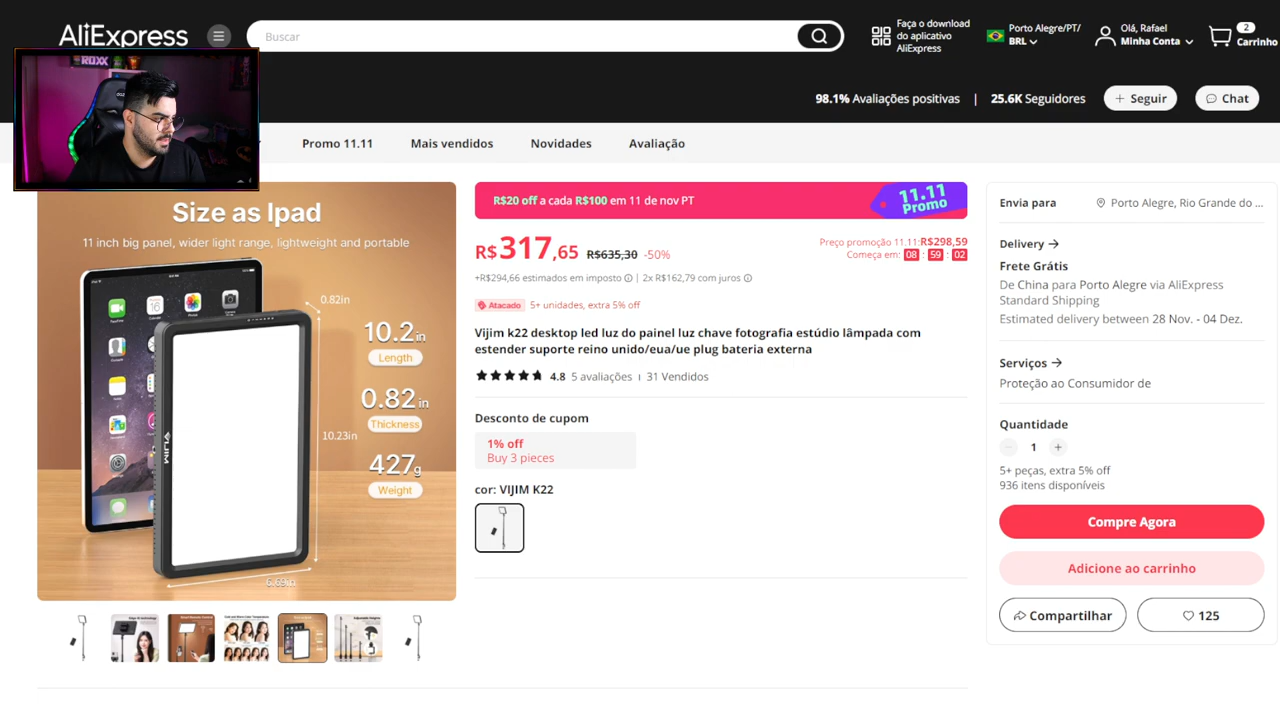 AliExpress
Buscar
Faça o download
do aplicativo
AliExpress
Porto Alegre/PT/
BRL
Olá, Rafael
Minha Conta
2
Carrinho
ROXX
98.1% Avaliações positivas | 25.6K Seguidores
+ Seguir
Chat
Promo 11.11
Mais vendidos
Novidades
Avaliação
Size as Ipad
11 inch big panel, wider light range, lightweight and portable
0.82in
10.2in
Length
0.82in
Thickness
10.23in
427g
Weight
VIJIM
6.69in
R$20 off a cada R$100 em 11 de nov PT
11.11
Promo
R$317,65 R$635,30 -50%
Preço promoção 11.11:R$298,59
Começa em: 08 : 59 : 02
+R$294,66 estimados em imposto | 2x R$162,79 com juros
Atacado 5+ unidades, extra 5% off
Vijim k22 desktop led luz do painel luz chave fotografia estúdio lâmpada com
estender suporte reino unido/eua/ue plug bateria externa
4.8 5 avaliações 31 Vendidos
Desconto de cupom
1% off
Buy 3 pieces
cor: VIJIM K22
Envia para
Porto Alegre, Rio Grande do ...
Delivery
Frete Grátis
De China para Porto Alegre via AliExpress
Standard Shipping
Estimated delivery between 28 Nov. - 04 Dez.
Serviços
Proteção ao Consumidor de
Quantidade
− 1 +
5+ peças, extra 5% off
936 itens disponíveis
Compre Agora
Adicione ao carrinho
Compartilhar
125